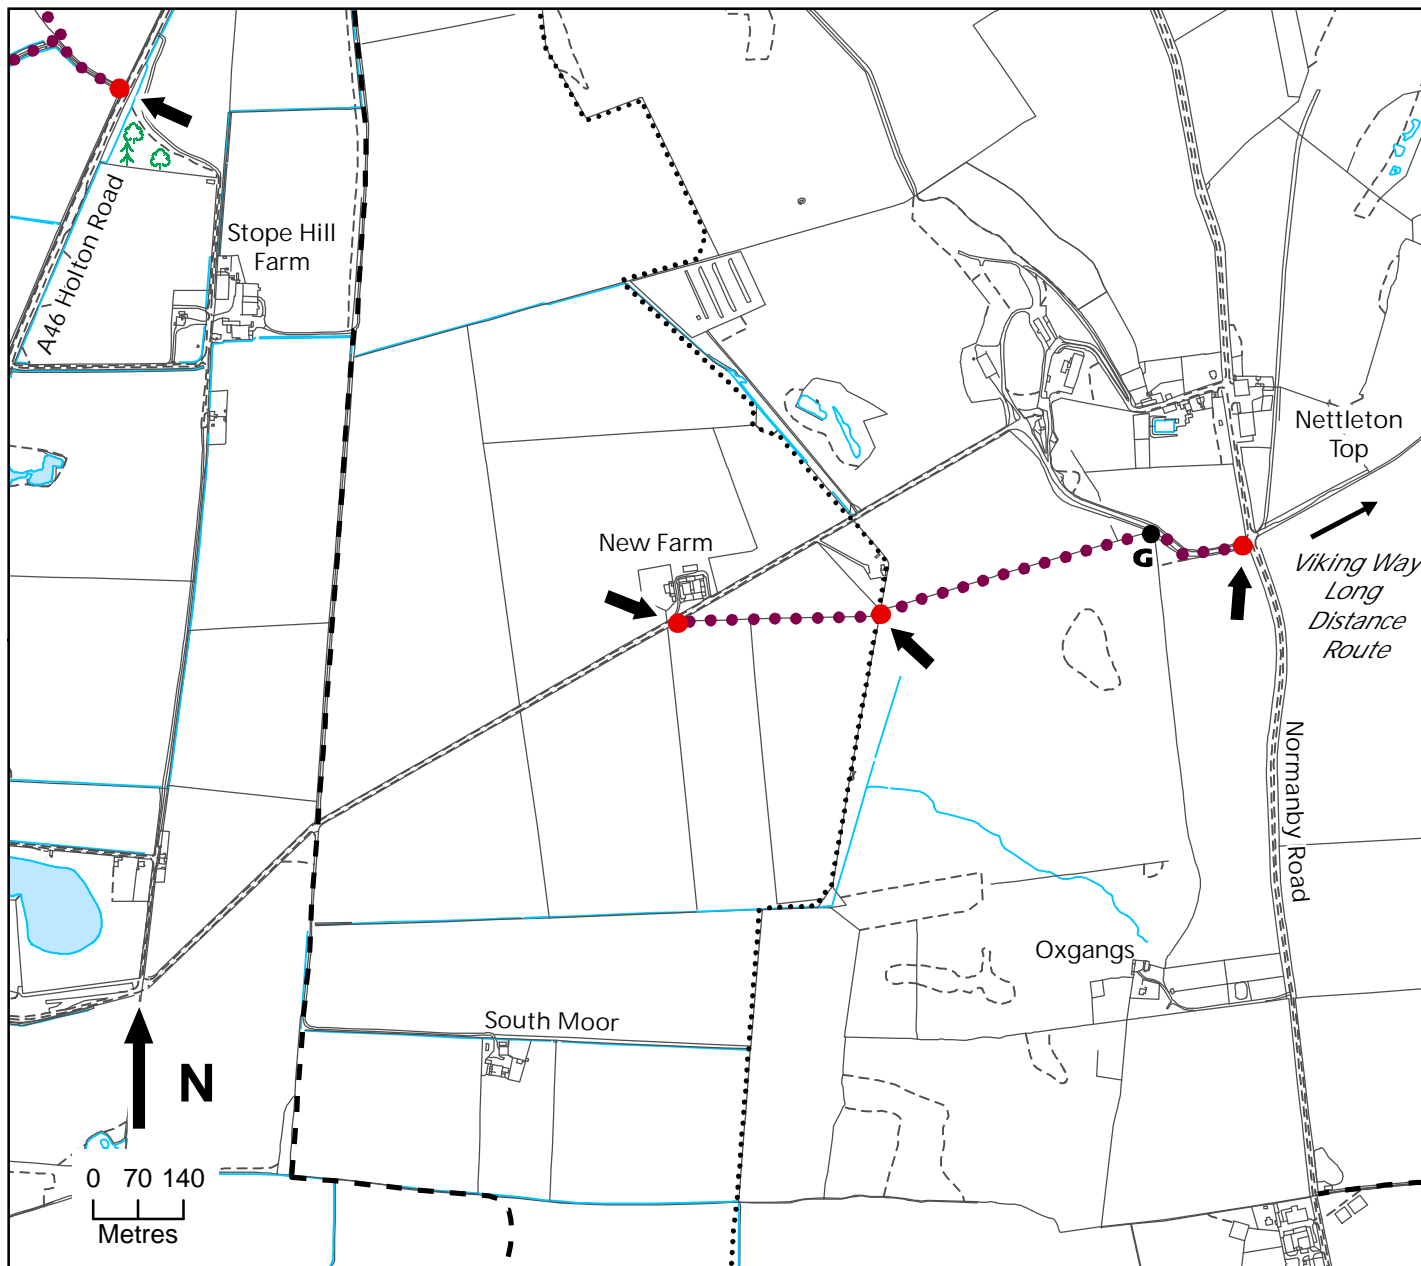 A46 Holton Road
Stope Hill
Farm
Nettleton
Top
New Farm
G
Viking Way
Long
Distance
Route
Normanby Road
Oxgangs
South Moor
N
0 70 140
Metres